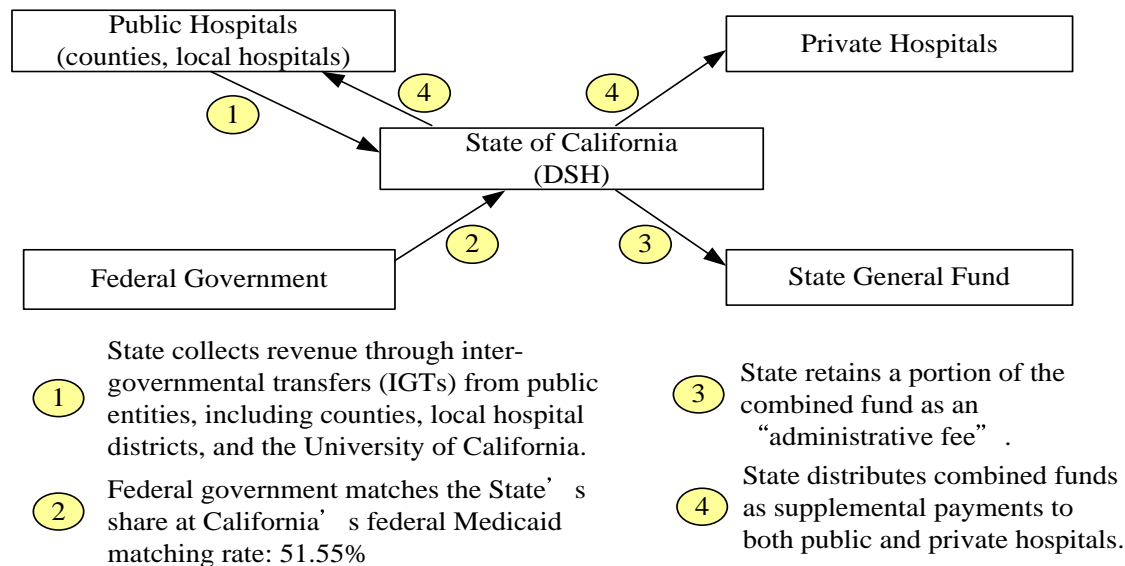 Public Hospitals
(counties, local hospitals)
Private Hospitals
4
4
1
State of California
(DSH)
2
3
Federal Government
State General Fund
1
State collects revenue through inter-
governmental transfers (IGTs) from public
entities, including counties, local hospital
districts, and the University of California.
2
Federal government matches the State’s
share at California’s federal Medicaid
matching rate: 51.55%
3
State retains a portion of the
combined fund as an
“administrative fee”.
4
State distributes combined funds
as supplemental payments to
both public and private hospitals.